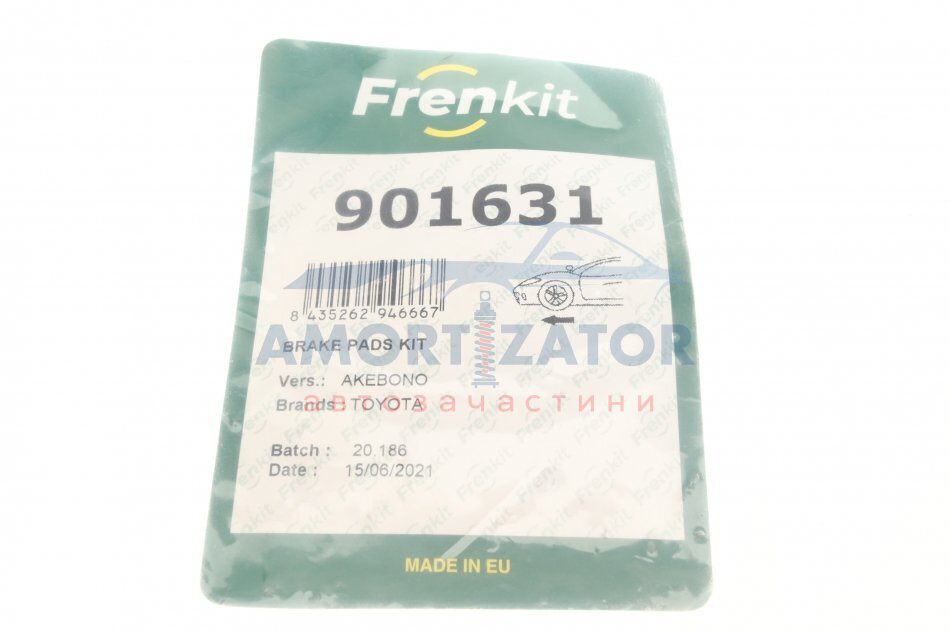 Frenkit
901631
8 435262 946667
BRAKE PADS KIT
AMORTIZATOR
Vers.: AKEBONO
Brands : TOYOTA
автозапчастини
Batch : 20.186
Date : 15/06/2021
MADE IN EU